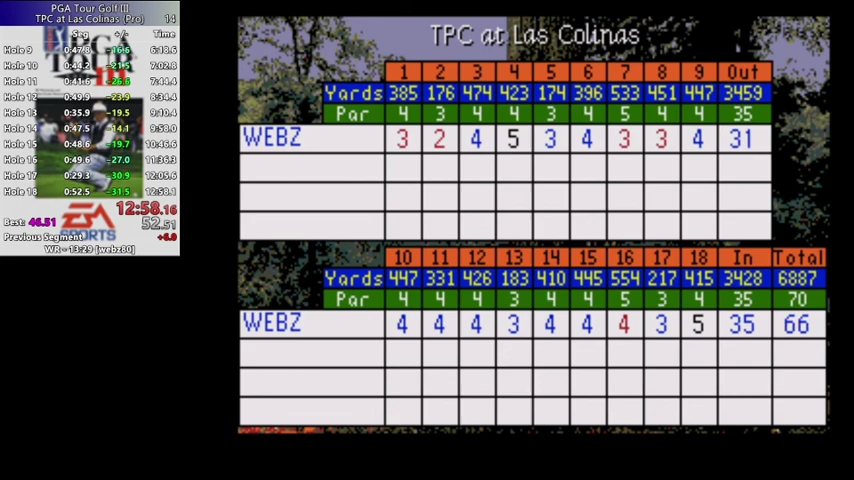 PGA Tour Golf III
TPC at Las Colinas (Pro) 14
Seg +/- Time
Hole 9 0:47.8 -16.6 6:18.6
Hole 10 0:44.2 -21.5 7:02.8
Hole 11 0:41.6 -26.6 7:44.4
Hole 12 0:49.9 -23.9 8:34.4
Hole 13 0:35.9 -19.5 9:10.4
Hole 14 0:47.5 -14.1 9:58.0
Hole 15 0:48.6 -19.7 10:46.6
Hole 16 0:49.6 -27.0 11:36.3
Hole 17 0:29.3 -30.9 12:05.6
Hole 18 0:52.5 -31.5 12:58.1
12:58.16
Best: 46.51 52.51
EA
SPORTS
Previous Segment +6.0
WR - 13:29 [webz80]
TPC at Las Colinas
1 2 3 4 5 6 7 8 9 Out
Yards 385 176 474 423 174 396 533 451 447 3459
Par 4 3 4 4 3 4 5 4 4 35
WEBZ 3 2 4 5 3 4 3 3 4 31
10 11 12 13 14 15 16 17 18 In Total
Yards 447 331 426 183 410 445 554 217 415 3428 6887
Par 4 4 4 3 4 4 5 3 4 35 70
WEBZ 4 4 4 3 4 4 4 3 5 35 66